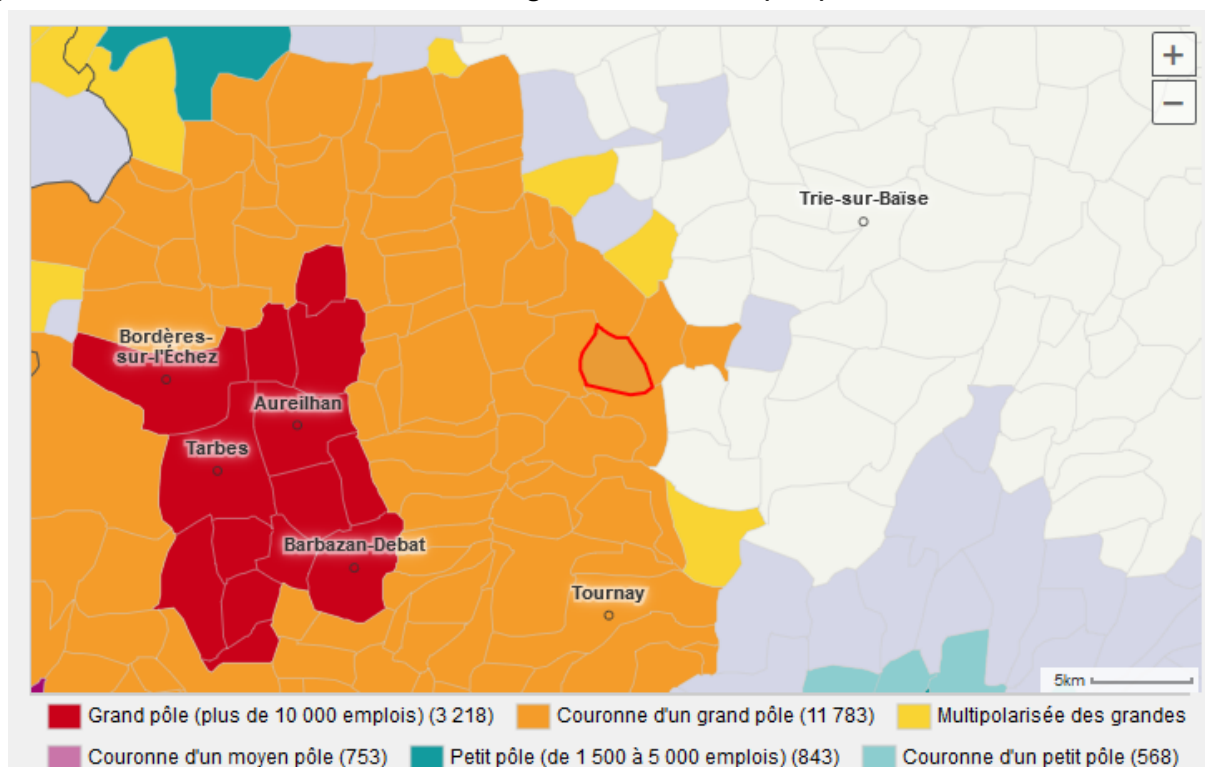 +
−
Trie-sur-Baïse
Bordères-
sur-l'Échez
Aureilhan
Tarbes
Barbazan-Debat
Tournay
5km
Grand pôle (plus de 10 000 emplois) (3 218) Couronne d'un grand pôle (11 783) Multipolarisée des grandes
Couronne d'un moyen pôle (753) Petit pôle (de 1 500 à 5 000 emplois) (843) Couronne d'un petit pôle (568)